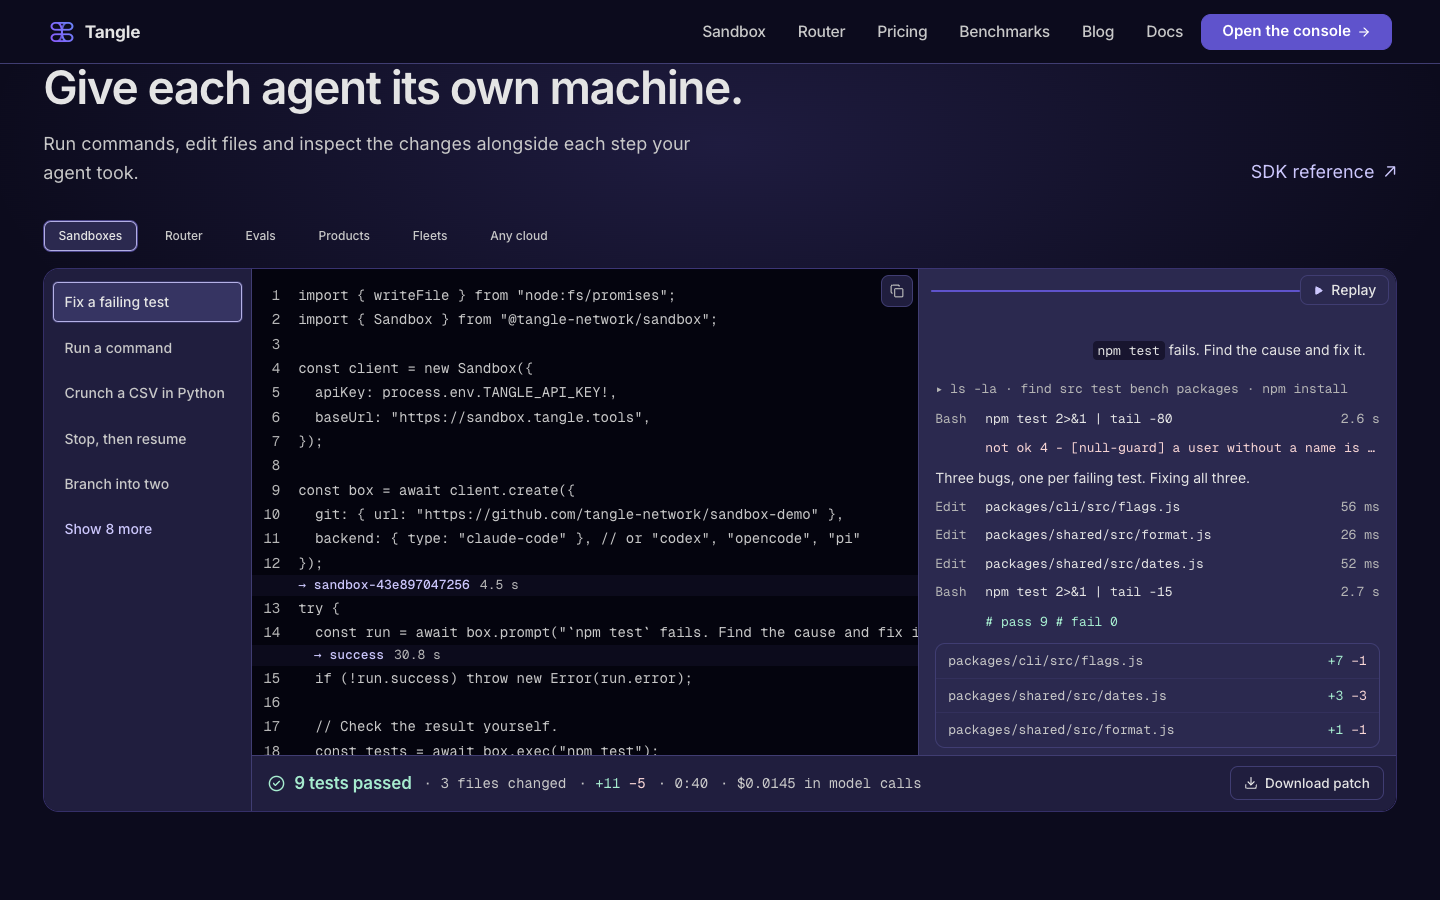 Tangle
Sandbox
Router
Pricing
Benchmarks
Blog
Docs
Open the console →
Give each agent its own machine.
Run commands, edit files and inspect the changes alongside each step your
agent took.
SDK reference ↗
Sandboxes
Router
Evals
Products
Fleets
Any cloud
Fix a failing test
Run a command
Crunch a CSV in Python
Stop, then resume
Branch into two
Show 8 more
1 import { writeFile } from "node:fs/promises";
2 import { Sandbox } from "@tangle-network/sandbox";
3
4 const client = new Sandbox({
5 apiKey: process.env.TANGLE_API_KEY!,
6 baseUrl: "https://sandbox.tangle.tools",
7 });
8
9 const box = await client.create({
10 git: { url: "https://github.com/tangle-network/sandbox-demo" },
11 backend: { type: "claude-code" }, // or "codex", "opencode", "pi"
12 });
→ sandbox-43e897047256 4.5 s
13 try {
14 const run = await box.prompt("`npm test` fails. Find the cause and fix i
→ success 30.8 s
15 if (!run.success) throw new Error(run.error);
16
17 // Check the result yourself.
18 const tests = await box.exec("npm test");
Replay
npm test fails. Find the cause and fix it.
▸ ls -la · find src test bench packages · npm install
Bash npm test 2>&1 | tail -80 2.6 s
not ok 4 - [null-guard] a user without a name is …
Three bugs, one per failing test. Fixing all three.
Edit packages/cli/src/flags.js 56 ms
Edit packages/shared/src/format.js 26 ms
Edit packages/shared/src/dates.js 52 ms
Bash npm test 2>&1 | tail -15 2.7 s
# pass 9 # fail 0
packages/cli/src/flags.js +7 −1
packages/shared/src/dates.js +3 −3
packages/shared/src/format.js +1 −1
9 tests passed · 3 files changed · +11 −5 · 0:40 · $0.0145 in model calls
Download patch